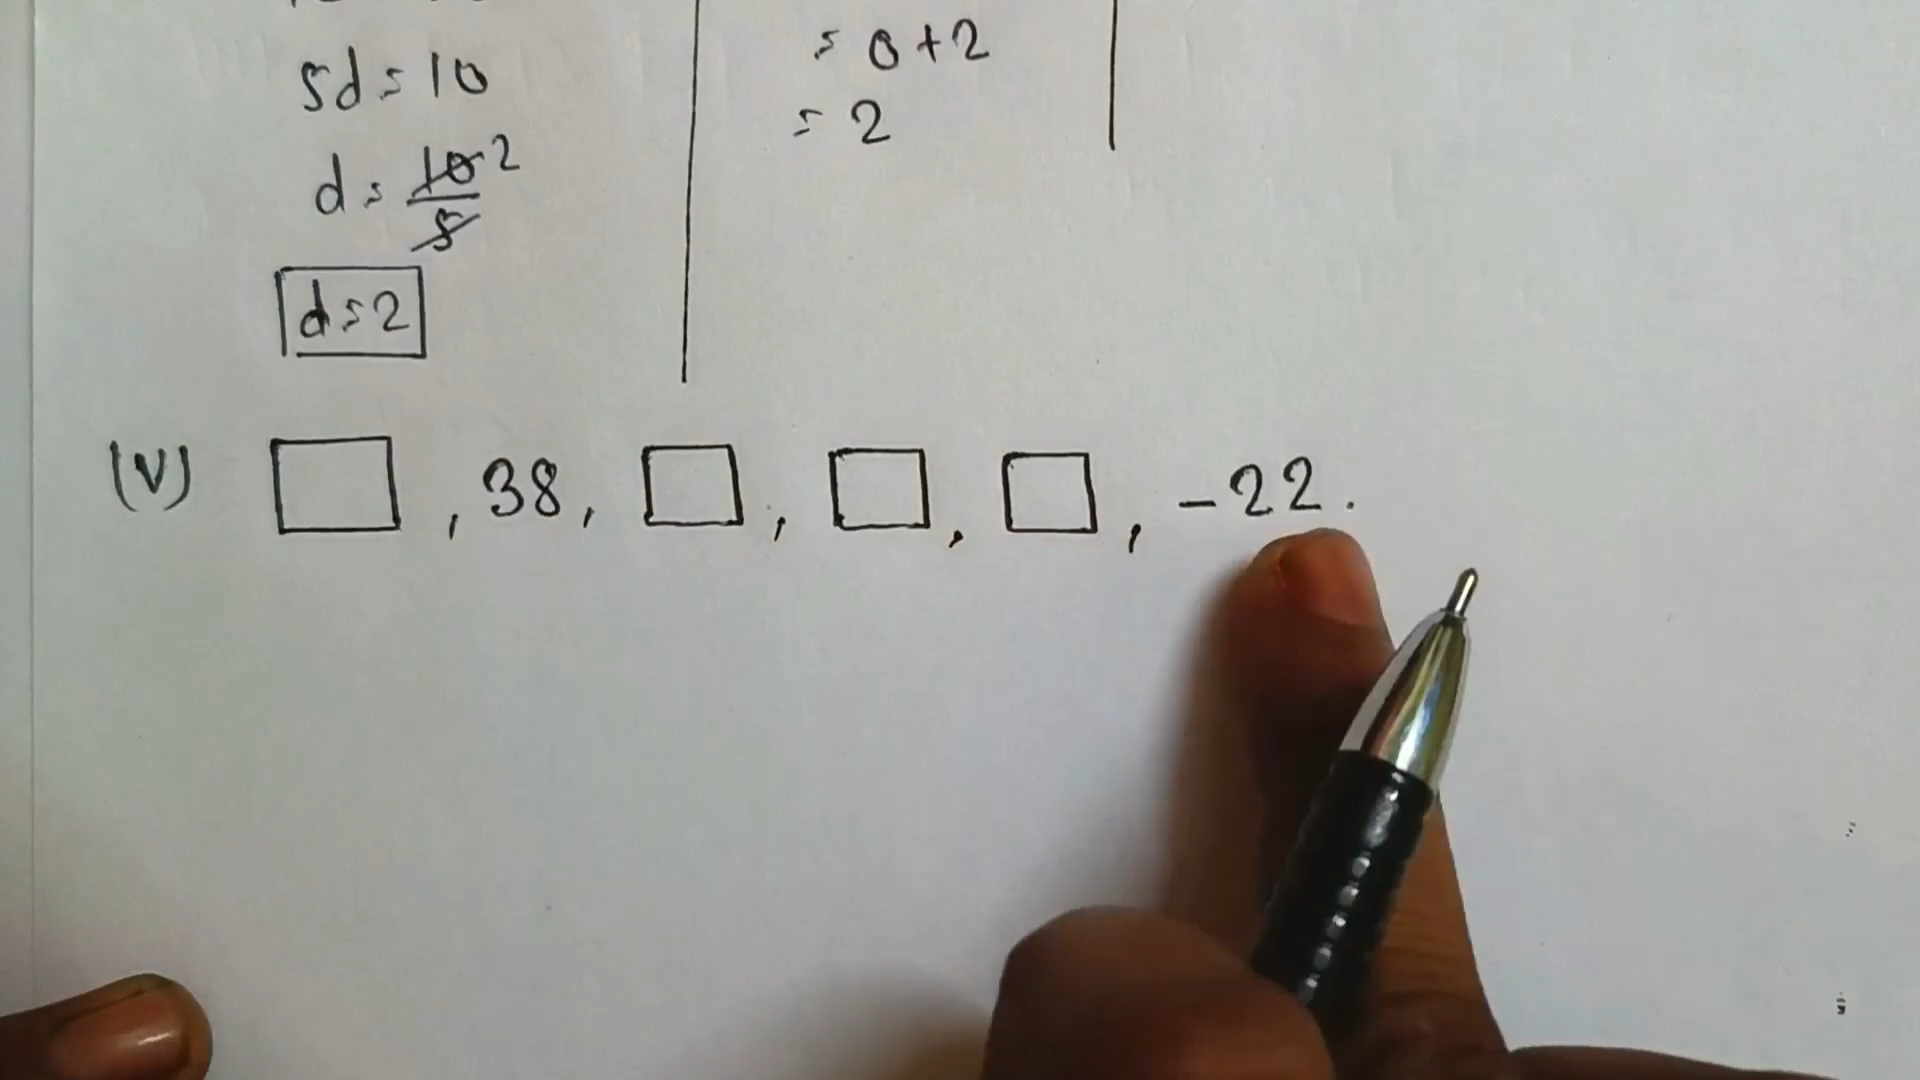 5d = 10
d = 10 2
5
d = 2
= 0 + 2
= 2
(v) □ , 38, □ , □ , □ , -22.